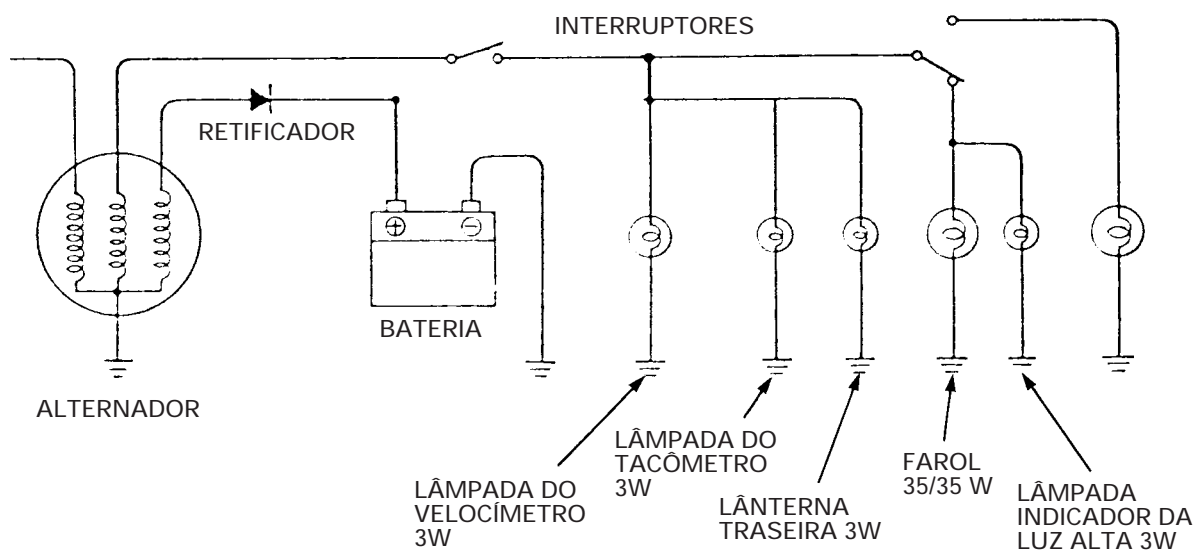 INTERRUPTORES
RETIFICADOR
BATERIA
ALTERNADOR
LÂMPADA DO
VELOCÍMETRO
3W
LÂMPADA DO
TACÔMETRO
3W
LÂNTERNA
TRASEIRA 3W
FAROL
35/35 W
LÂMPADA
INDICADOR DA
LUZ ALTA 3W